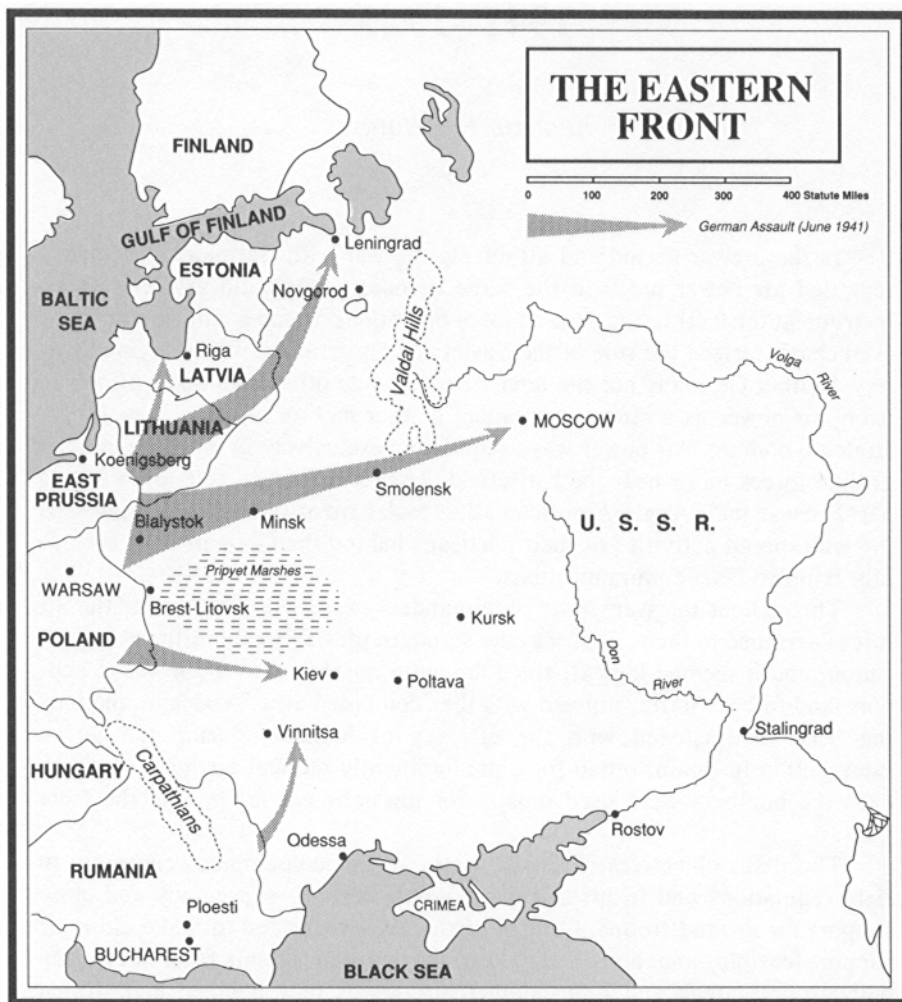 THE EASTERN
FRONT
0 100 200 300 400 Statute Miles
German Assault (June 1941)
FINLAND
GULF OF FINLAND
Leningrad
ESTONIA
Novgorod
BALTIC
SEA
Valdai Hills
Volga
River
Riga
LATVIA
MOSCOW
LITHUANIA
Koenigsberg
EAST
PRUSSIA
Smolensk
Bialystok
Minsk
U. S. S. R.
Pripyet Marshes
WARSAW
Brest-Litovsk
Kursk
POLAND
Don
River
Kiev
Poltava
Vinnitsa
Stalingrad
HUNGARY
Carpathians
Odessa
Rostov
RUMANIA
CRIMEA
Ploesti
BUCHAREST
BLACK SEA